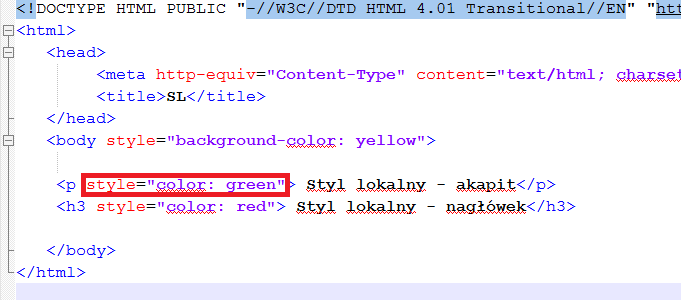 <!DOCTYPE HTML PUBLIC "-//W3C//DTD HTML 4.01 Transitional//EN" "htt
<html>
<head>
<meta http-equiv="Content-Type" content="text/html; charset
<title>SL</title>
</head>
<body style="background-color: yellow">
<p style="color: green"> Styl lokalny - akapit</p>
<h3 style="color: red"> Styl lokalny - nagłówek</h3>
</body>
</html>